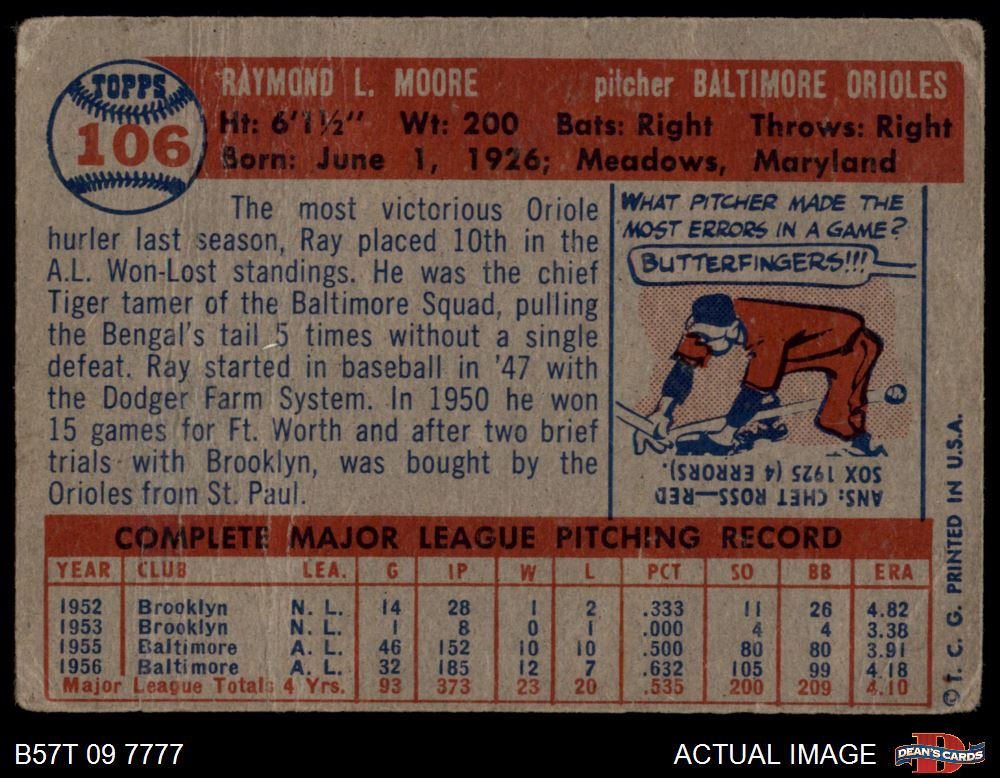 TOPPS
106
RAYMOND L. MOORE pitcher BALTIMORE ORIOLES
Ht: 6'1½" Wt: 200 Bats: Right Throws: Right
Born: June 1, 1926; Meadows, Maryland
The most victorious Oriole
hurler last season, Ray placed 10th in the
A.L. Won-Lost standings. He was the chief
Tiger tamer of the Baltimore Squad, pulling
the Bengal's tail 5 times without a single
defeat. Ray started in baseball in '47 with
the Dodger Farm System. In 1950 he won
15 games for Ft. Worth and after two brief
trials with Brooklyn, was bought by the
Orioles from St. Paul.
WHAT PITCHER MADE THE
MOST ERRORS IN A GAME?
BUTTERFINGERS!!!
ANS: CHET ROSS—RED
SOX 1925 (4 ERRORS).
COMPLETE MAJOR LEAGUE PITCHING RECORD
YEAR CLUB LEA. G IP W L PCT SO BB ERA
1952 Brooklyn N. L. 14 28 1 2 .333 11 26 4.82
1953 Brooklyn N. L. 1 8 0 1 .000 4 4 3.38
1955 Baltimore A. L. 46 152 10 10 .500 80 80 3.91
1956 Baltimore A. L. 32 185 12 7 .632 105 99 4.18
Major League Totals 4 Yrs. 93 373 23 20 .535 200 209 4.10
© T. C. G. PRINTED IN U.S.A.
B57T 09 7777
ACTUAL IMAGE
DEAN'S CARDS